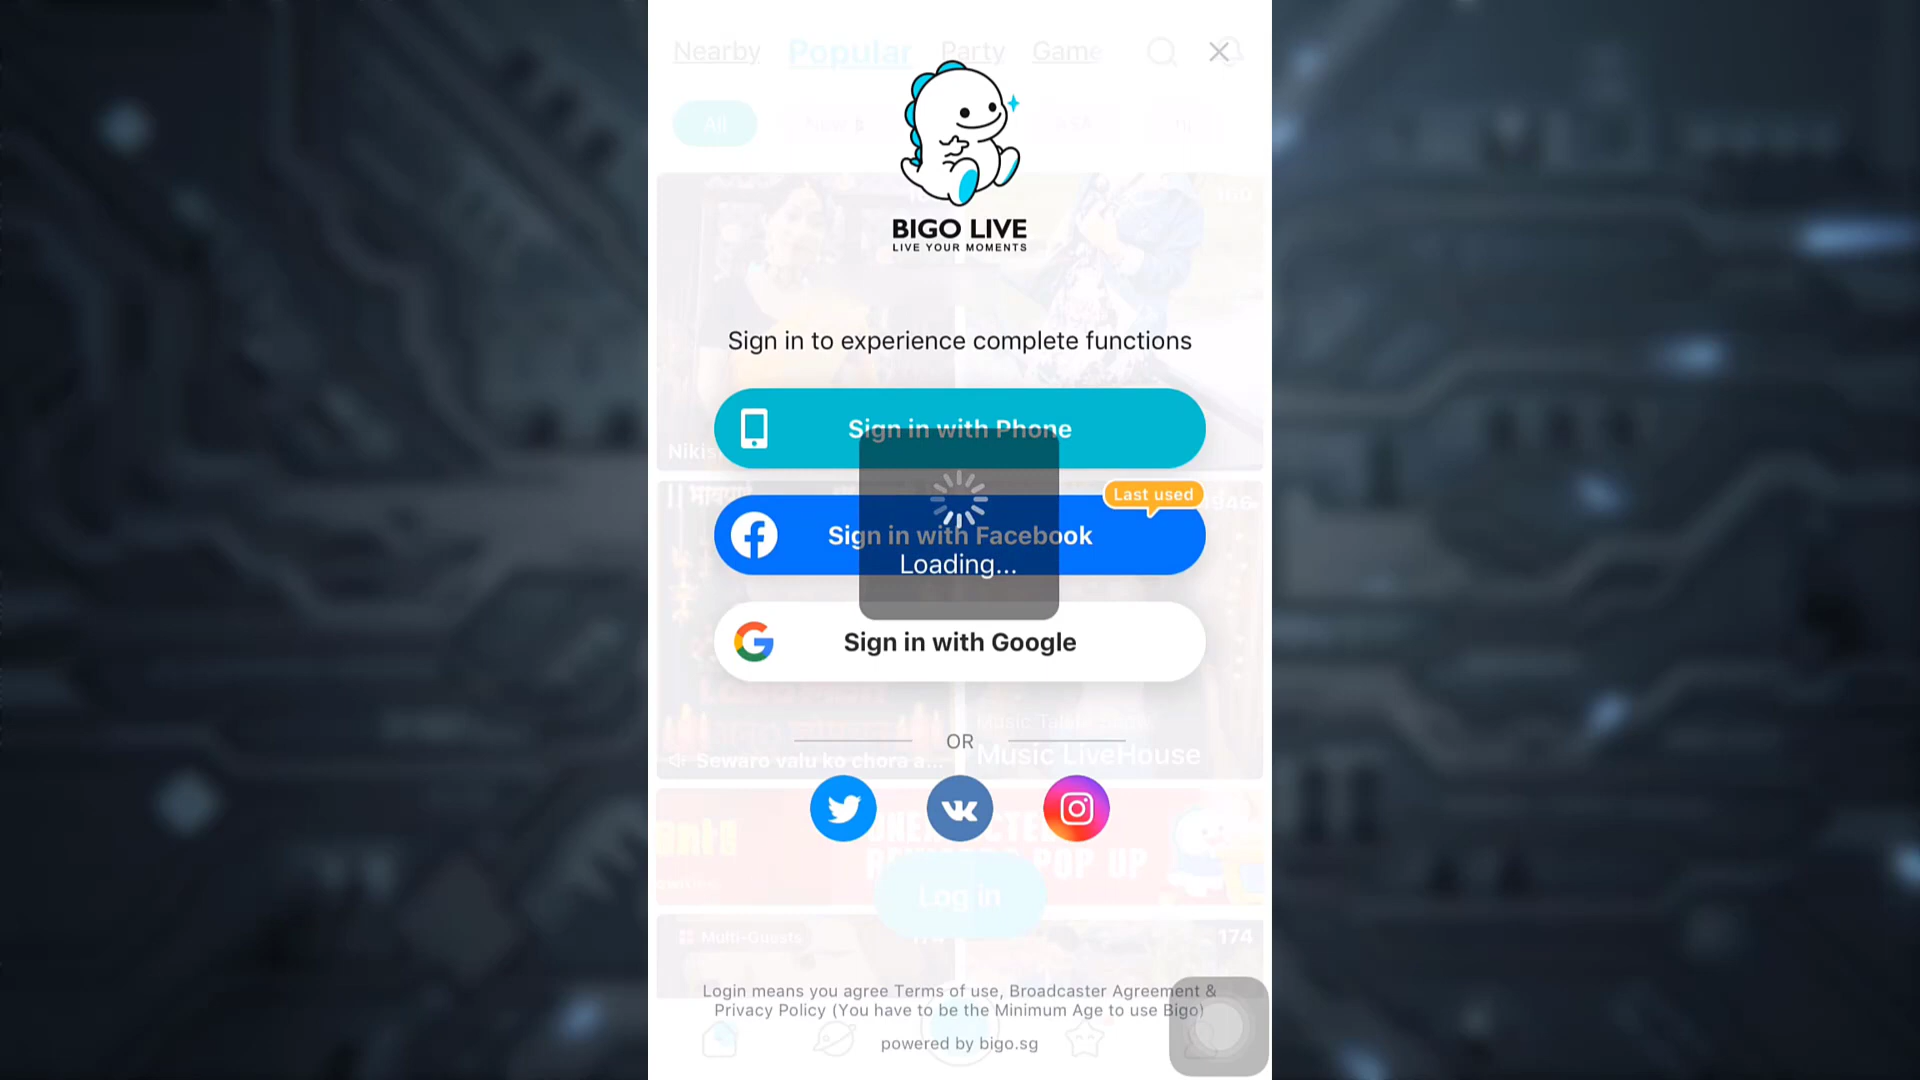 Nearby Popular Party Game
All
BIGO LIVE
LIVE YOUR MOMENTS
Sign in to experience complete functions
Sign in with Phone
Last used
Sign in with Facebook
Loading...
Sign in with Google
OR
Sewaro valu ko chora a...
Music LiveHouse
POP UP
Log in
Multi-Guests
174
Login means you agree Terms of use, Broadcaster Agreement &
Privacy Policy (You have to be the Minimum Age to use Bigo)
powered by bigo.sg